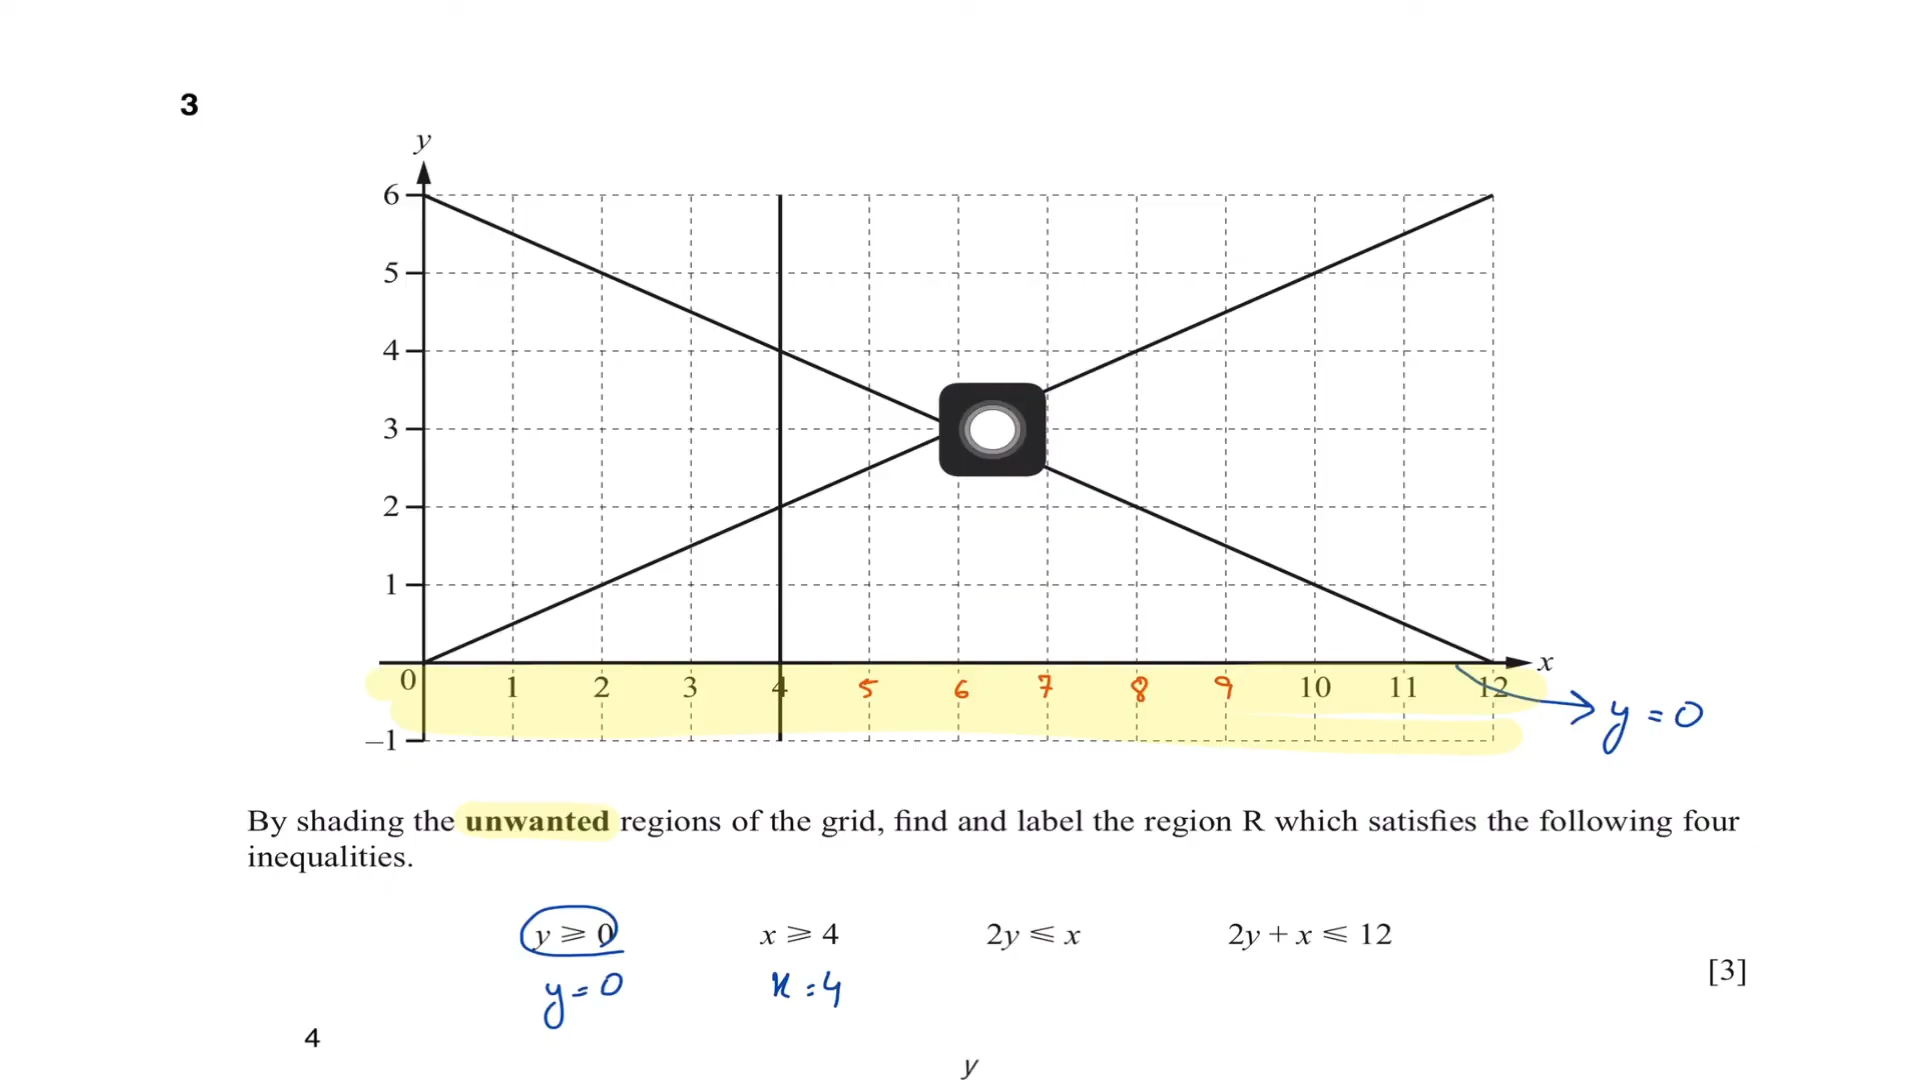 3
y
6
5
4
3
2
1
0 1 2 3 4 5 6 7 8 9 10 11 12 x
y = 0
–1
By shading the unwanted regions of the grid, find and label the region R which satisfies the following four
inequalities.
y ⩾ 0 x ⩾ 4 2y ⩽ x 2y + x ⩽ 12
[3]
y = 0 x = 4
4
y